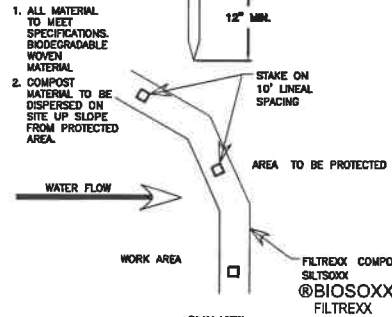 1. ALL MATERIAL
TO MEET
SPECIFICATIONS.
BIODEGRADABLE
WOVEN
MATERIAL
2. COMPOST
MATERIAL TO BE
DISPERSED ON
SITE UP SLOPE
FROM PROTECTED
AREA.
12" MIN.
STAKE ON
10' LINEAL
SPACING
AREA TO BE PROTECTED
WATER FLOW
WORK AREA
FILTREXX COMPO
SILTSOXX
®BIOSOXX
FILTREXX